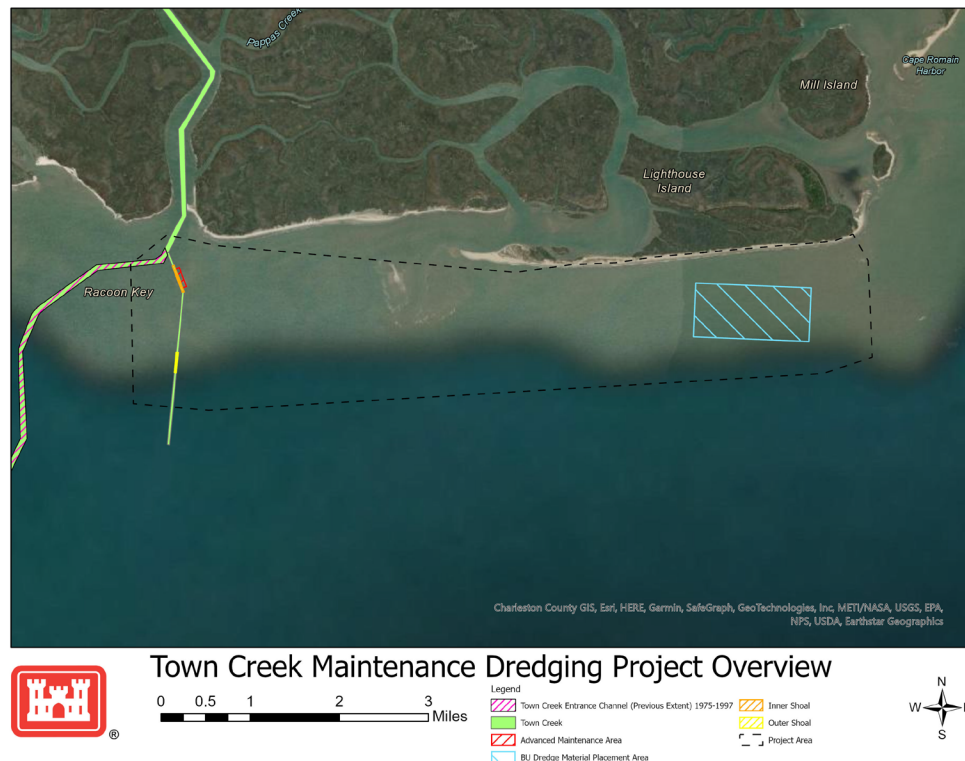 Pappas Creek
Cape Romain
Harbor
Mill Island
Lighthouse
Island
Racoon Key
Charleston County GIS, Esri, HERE, Garmin, SafeGraph, GeoTechnologies, Inc, METI/NASA, USGS, EPA,
NPS, USDA, Earthstar Geographics
Town Creek Maintenance Dredging Project Overview
0 0.5 1 2 3
Miles
®
Legend
Town Creek Entrance Channel (Previous Extent) 1975-1997
Town Creek
Advanced Maintenance Area
BU Dredge Material Placement Area
Inner Shoal
Outer Shoal
Project Area
N
W
S